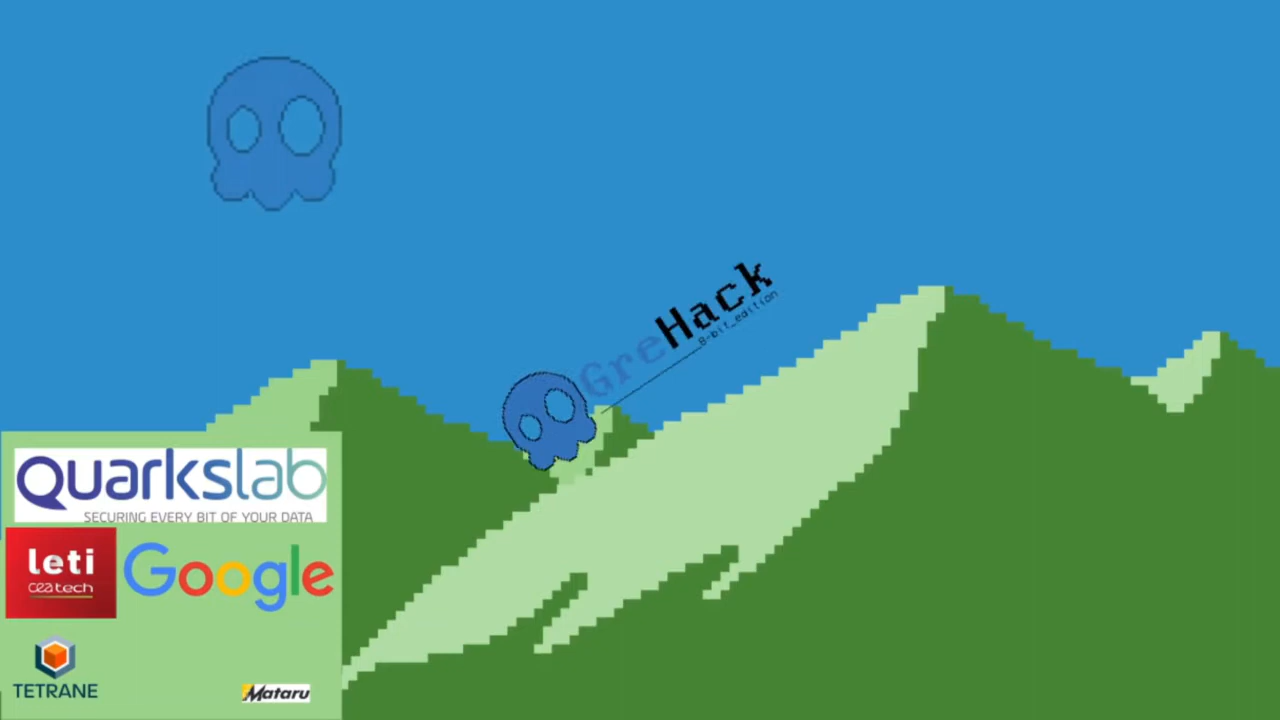 GreHack
8-bit_edition
Quarkslab
SECURING EVERY BIT OF YOUR DATA
leti
ceatech
Google
TETRANE
Mataru